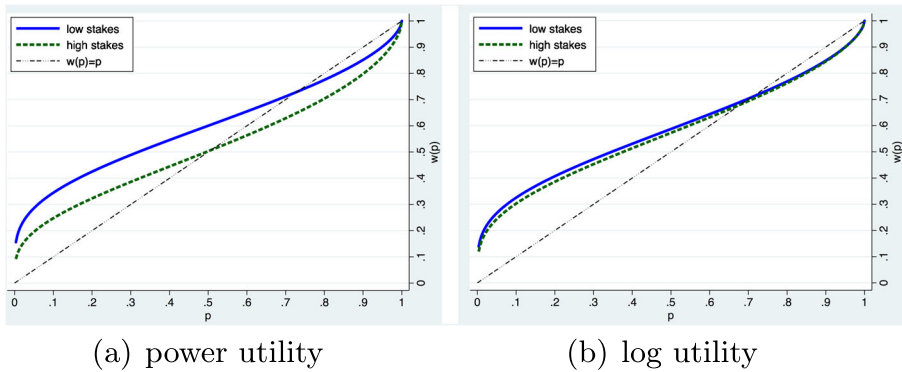 low stakes
high stakes
w(p)=p
1
.9
.8
.7
.6
.5
.4
.3
.2
.1
0
w(p)
0 .1 .2 .3 .4 .5 .6 .7 .8 .9 1
p
(a) power utility
low stakes
high stakes
w(p)=p
1
.9
.8
.7
.6
.5
.4
.3
.2
.1
0
w(p)
0 .1 .2 .3 .4 .5 .6 .7 .8 .9 1
p
(b) log utility